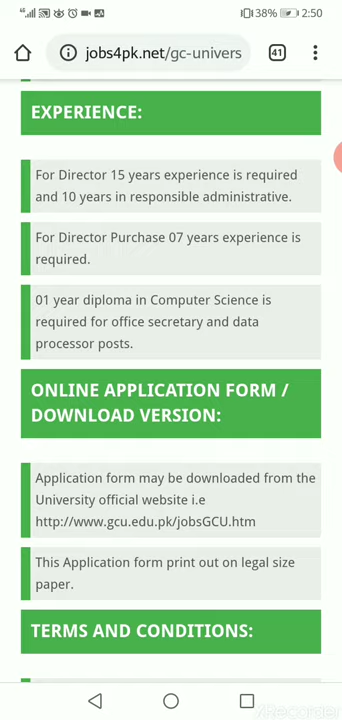 38% 2:50
jobs4pk.net/gc-univers
41
EXPERIENCE:
For Director 15 years experience is required
and 10 years in responsible administrative.
For Director Purchase 07 years experience is
required.
01 year diploma in Computer Science is
required for office secretary and data
processor posts.
ONLINE APPLICATION FORM /
DOWNLOAD VERSION:
Application form may be downloaded from the
University official website i.e
http://www.gcu.edu.pk/jobsGCU.htm
This Application form print out on legal size
paper.
TERMS AND CONDITIONS: